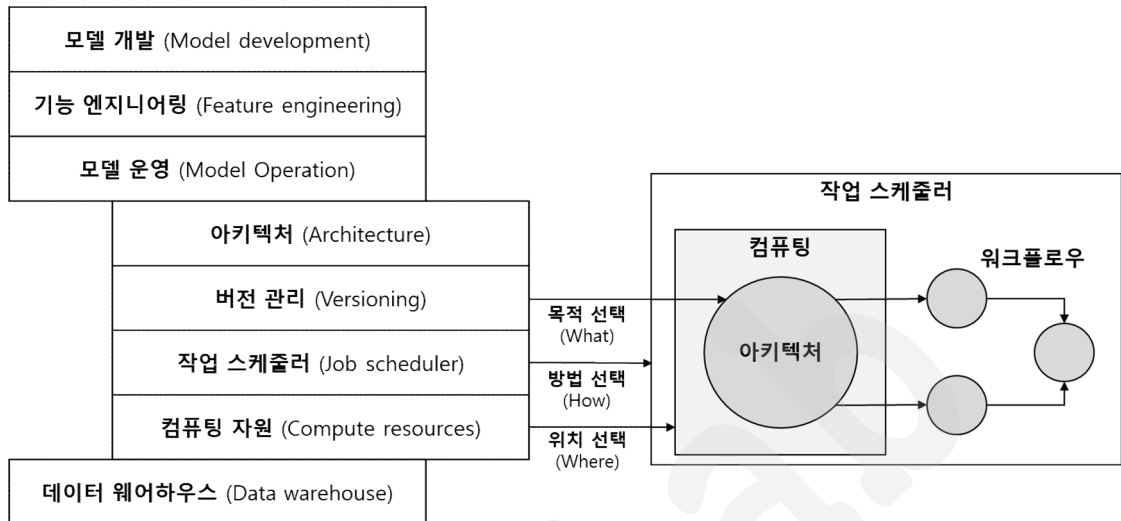 모델 개발 (Model development)
기능 엔지니어링 (Feature engineering)
모델 운영 (Model Operation)
아키텍처 (Architecture)
버전 관리 (Versioning)
작업 스케줄러 (Job scheduler)
컴퓨팅 자원 (Compute resources)
데이터 웨어하우스 (Data warehouse)
목적 선택
(What)
방법 선택
(How)
위치 선택
(Where)
작업 스케줄러
컴퓨팅
아키텍처
워크플로우